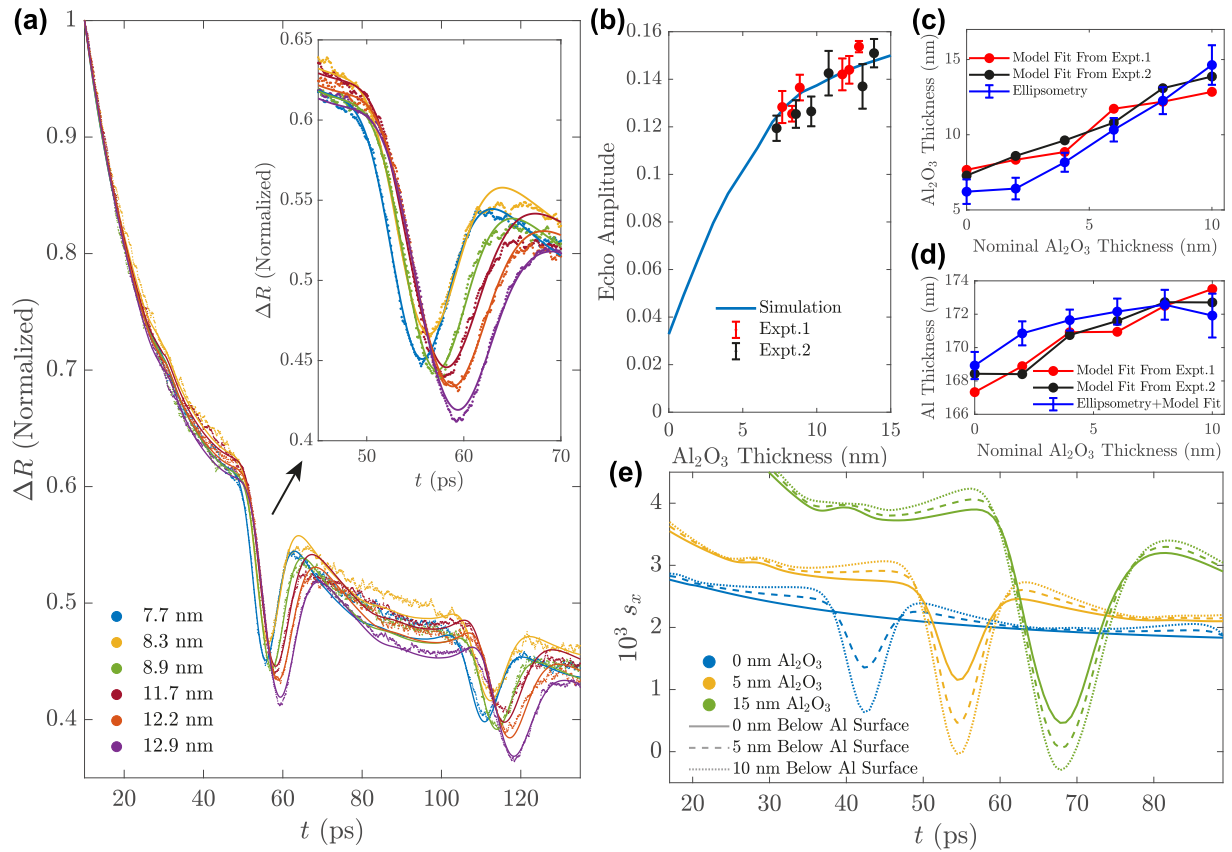 (a)
1
0.9
0.8
0.7
0.6
0.5
0.4
ΔR (Normalized)
20
40
60
80
100
120
t (ps)
7.7 nm
8.3 nm
8.9 nm
11.7 nm
12.2 nm
12.9 nm
0.65
0.6
0.55
0.5
0.45
0.4
ΔR (Normalized)
50
60
70
t (ps)
(b)
0.16
0.14
0.12
0.1
0.08
0.06
0.04
0.02
0
Echo Amplitude
Simulation
Expt.1
Expt.2
0
5
10
15
Al₂O₃ Thickness (nm)
(c)
15
10
5
Al₂O₃ Thickness (nm)
Model Fit From Expt.1
Model Fit From Expt.2
Ellipsometry
0
5
10
Nominal Al₂O₃ Thickness (nm)
(d)
174
172
170
168
166
Al Thickness (nm)
Model Fit From Expt.1
Model Fit From Expt.2
Ellipsometry+Model Fit
0
5
10
Nominal Al₂O₃ Thickness (nm)
(e)
4
3
2
1
0
10³ sₓ
0 nm Al₂O₃
5 nm Al₂O₃
15 nm Al₂O₃
0 nm Below Al Surface
5 nm Below Al Surface
10 nm Below Al Surface
20
30
40
50
60
70
80
t (ps)